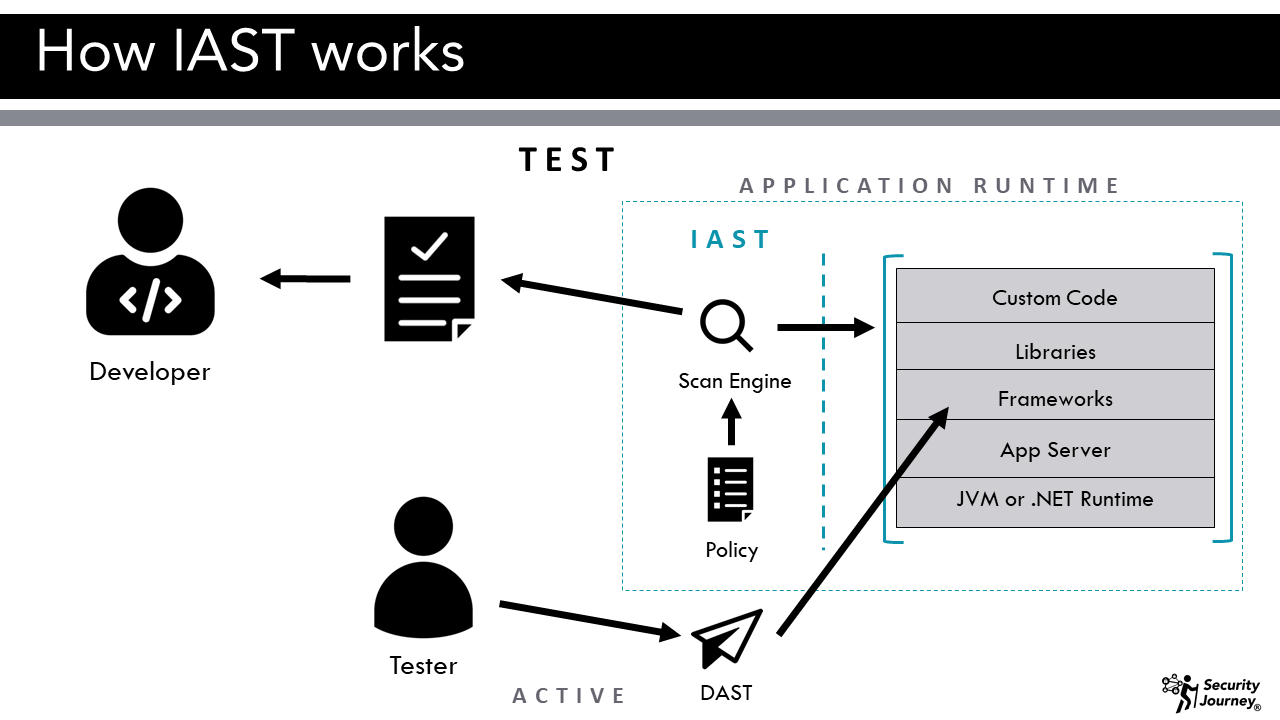 How IAST works
TEST
APPLICATION RUNTIME
IAST
</>
Developer
Scan Engine
Policy
Custom Code
Libraries
Frameworks
App Server
JVM or .NET Runtime
Tester
ACTIVE
DAST
Security
Journey®